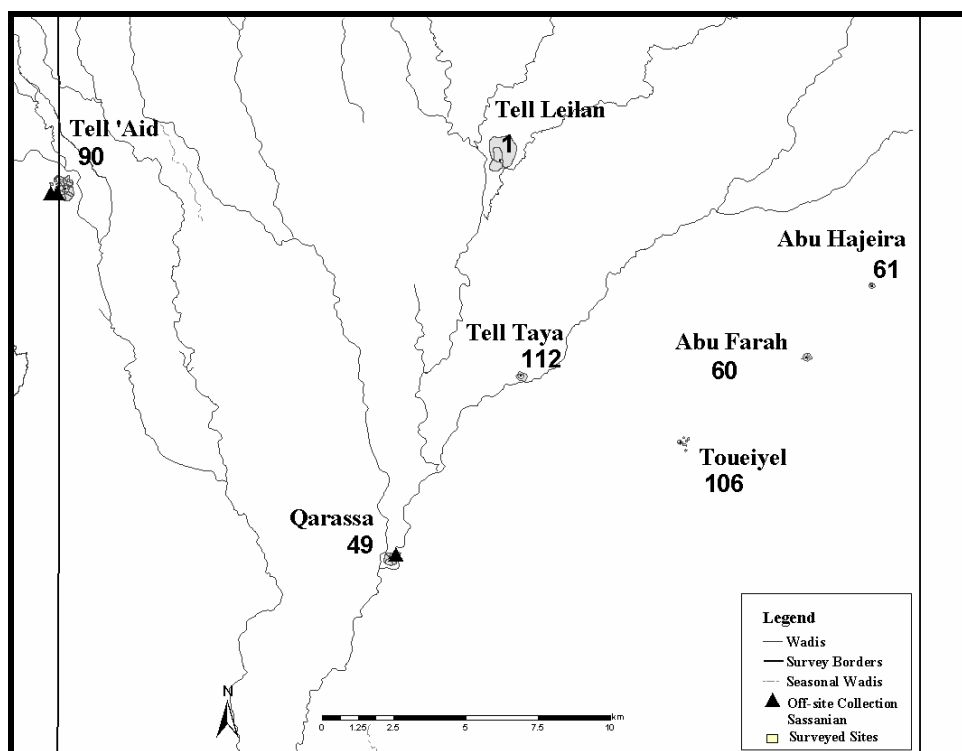 Tell Leilan
1
Tell 'Aid
90
Abu Hajeira
61
Tell Taya
112
Abu Farah
60
Toueiyel
106
Qarassa
49
Legend
Wadis
Survey Borders
Seasonal Wadis
Off-site Collection
Sassanian
Surveyed Sites
N
km
0 1.25 2.5 5 7.5 10